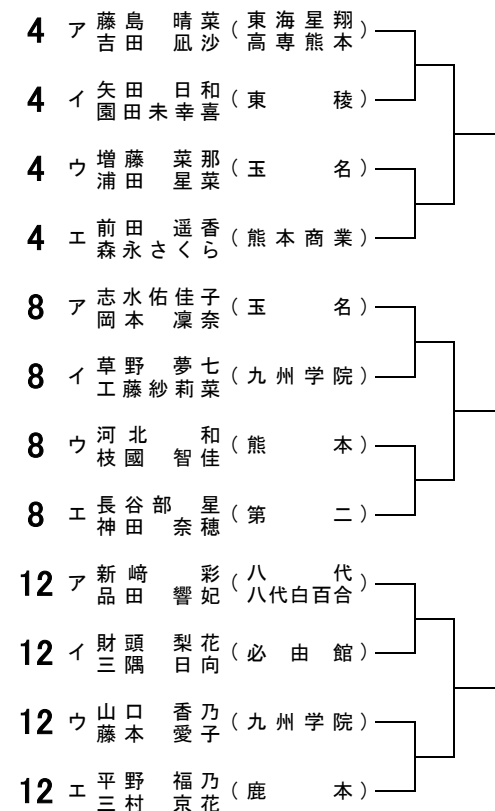 4 ア 藤島 晴菜 (東海星翔)
吉田 凪沙 (高専熊本)
4 イ 矢田 日和 (東稜)
園田未幸喜
4 ウ 増藤 菜那 (玉名)
浦田 星菜
4 エ 前田 遥香 (熊本商業)
森永さくら
8 ア 志水佑佳子 (玉名)
岡本 凜奈
8 イ 草野 夢七 (九州学院)
工藤紗莉菜
8 ウ 河北 和 (熊本)
枝國 智佳
8 エ 長谷部 星 (第二)
神田 奈穂
12 ア 新﨑 彩 (八代)
品田 響妃 (八代白百合)
12 イ 財頭 梨花 (必由館)
三隅 日向
12 ウ 山口 香乃 (九州学院)
藤本 愛子
12 エ 平野 福乃 (鹿本)
三村 京花